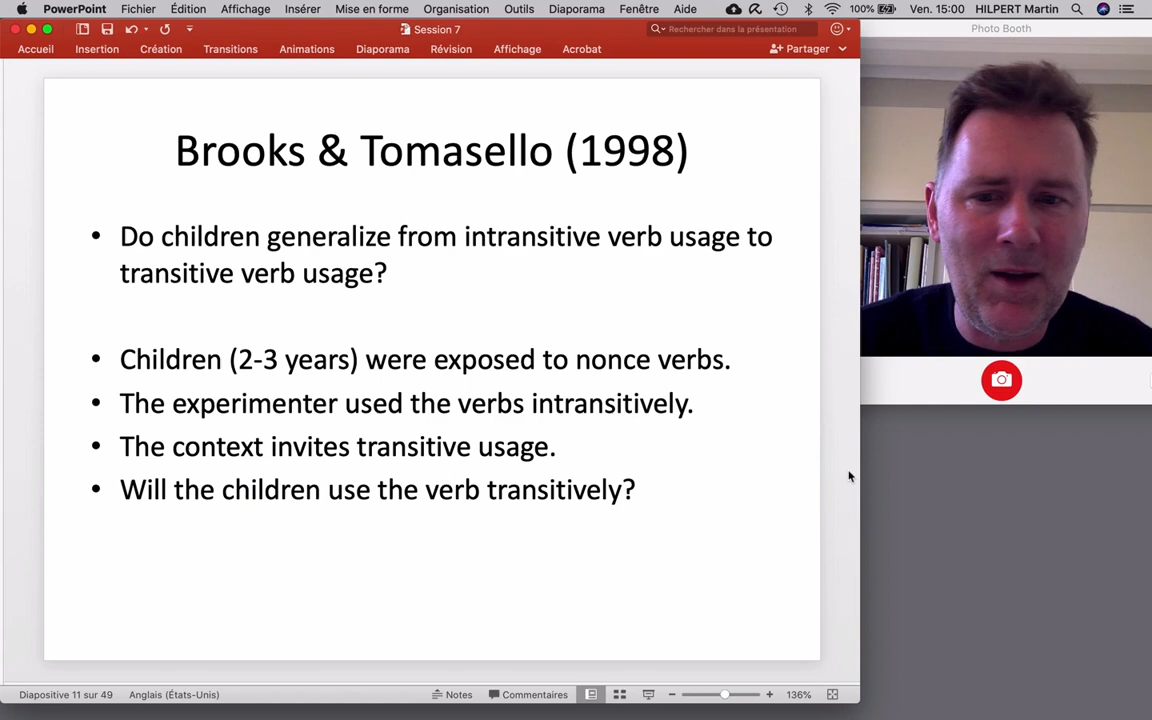 PowerPoint Fichier Édition Affichage Insérer Mise en forme Organisation Outils Diaporama Fenêtre Aide 100% Ven. 15:00 HILPERT Martin
Session 7
Rechercher dans la présentation
Photo Booth
Accueil Insertion Création Transitions Animations Diaporama Révision Affichage Acrobat Partager
Brooks & Tomasello (1998)
• Do children generalize from intransitive verb usage to
transitive verb usage?
• Children (2-3 years) were exposed to nonce verbs.
• The experimenter used the verbs intransitively.
• The context invites transitive usage.
• Will the children use the verb transitively?
Diapositive 11 sur 49 Anglais (États-Unis) Notes Commentaires 136%